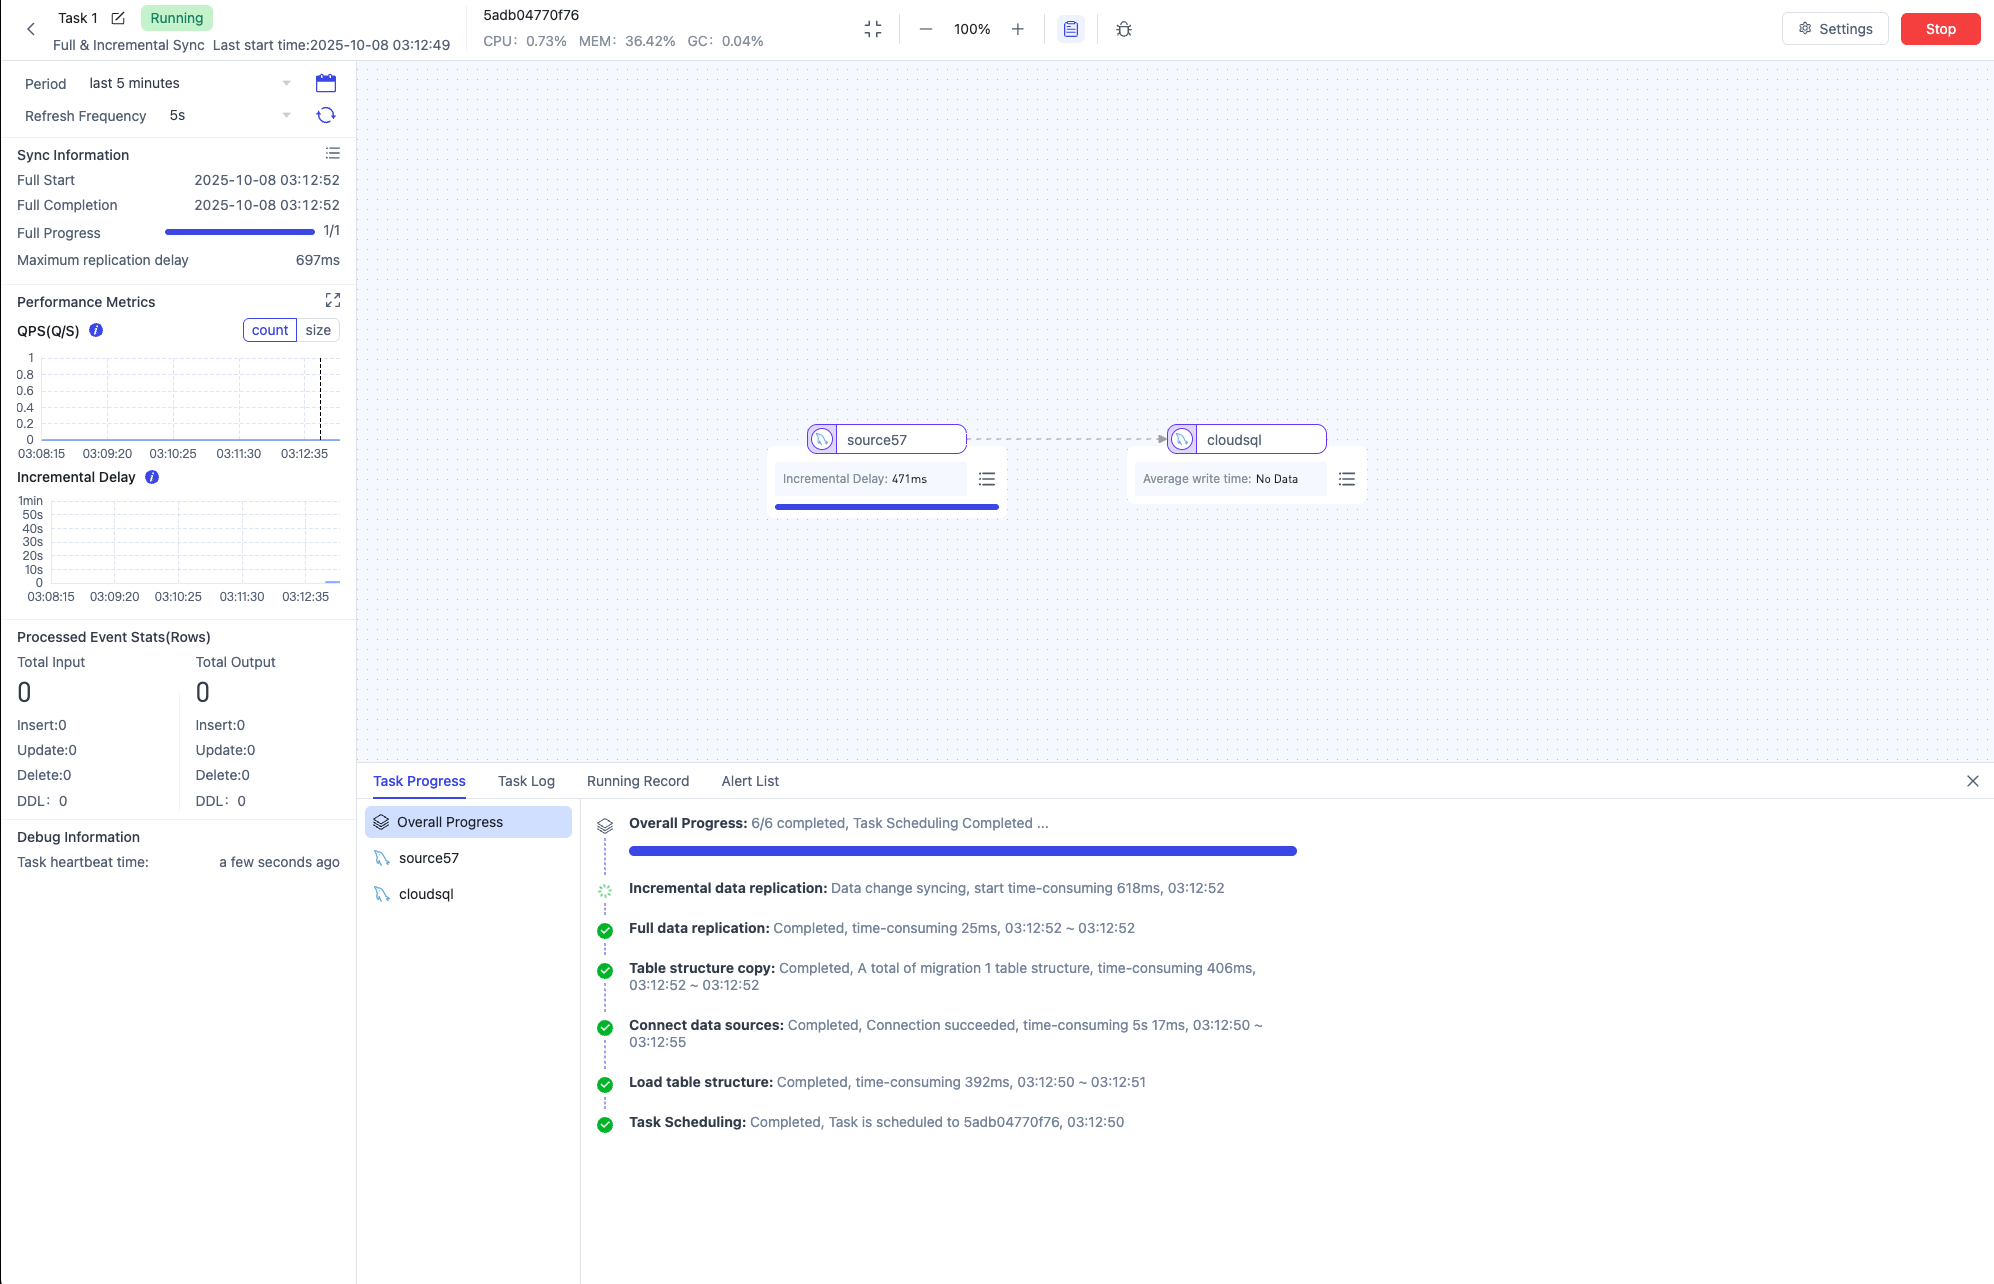 Task 1 Running
Full & Incremental Sync Last start time:2025-10-08 03:12:49
5adb04770f76
CPU: 0.73% MEM: 36.42% GC: 0.04%
100%
Settings
Stop
Period last 5 minutes
Refresh Frequency 5s
Sync Information
Full Start 2025-10-08 03:12:52
Full Completion 2025-10-08 03:12:52
Full Progress 1/1
Maximum replication delay 697ms
Performance Metrics
QPS(Q/S) i count size
1
0.8
0.6
0.4
0.2
0
03:08:15 03:09:20 03:10:25 03:11:30 03:12:35
Incremental Delay i
1min
50s
40s
30s
20s
10s
0
03:08:15 03:09:20 03:10:25 03:11:30 03:12:35
Processed Event Stats(Rows)
Total Input Total Output
0 0
Insert:0 Insert:0
Update:0 Update:0
Delete:0 Delete:0
DDL: 0 DDL: 0
Debug Information
Task heartbeat time: a few seconds ago
source57
Incremental Delay: 471ms
cloudsql
Average write time: No Data
Task Progress Task Log Running Record Alert List
Overall Progress
source57
cloudsql
Overall Progress: 6/6 completed, Task Scheduling Completed ...
Incremental data replication: Data change syncing, start time-consuming 618ms, 03:12:52
Full data replication: Completed, time-consuming 25ms, 03:12:52 ~ 03:12:52
Table structure copy: Completed, A total of migration 1 table structure, time-consuming 406ms,
03:12:52 ~ 03:12:52
Connect data sources: Completed, Connection succeeded, time-consuming 5s 17ms, 03:12:50 ~
03:12:55
Load table structure: Completed, time-consuming 392ms, 03:12:50 ~ 03:12:51
Task Scheduling: Completed, Task is scheduled to 5adb04770f76, 03:12:50